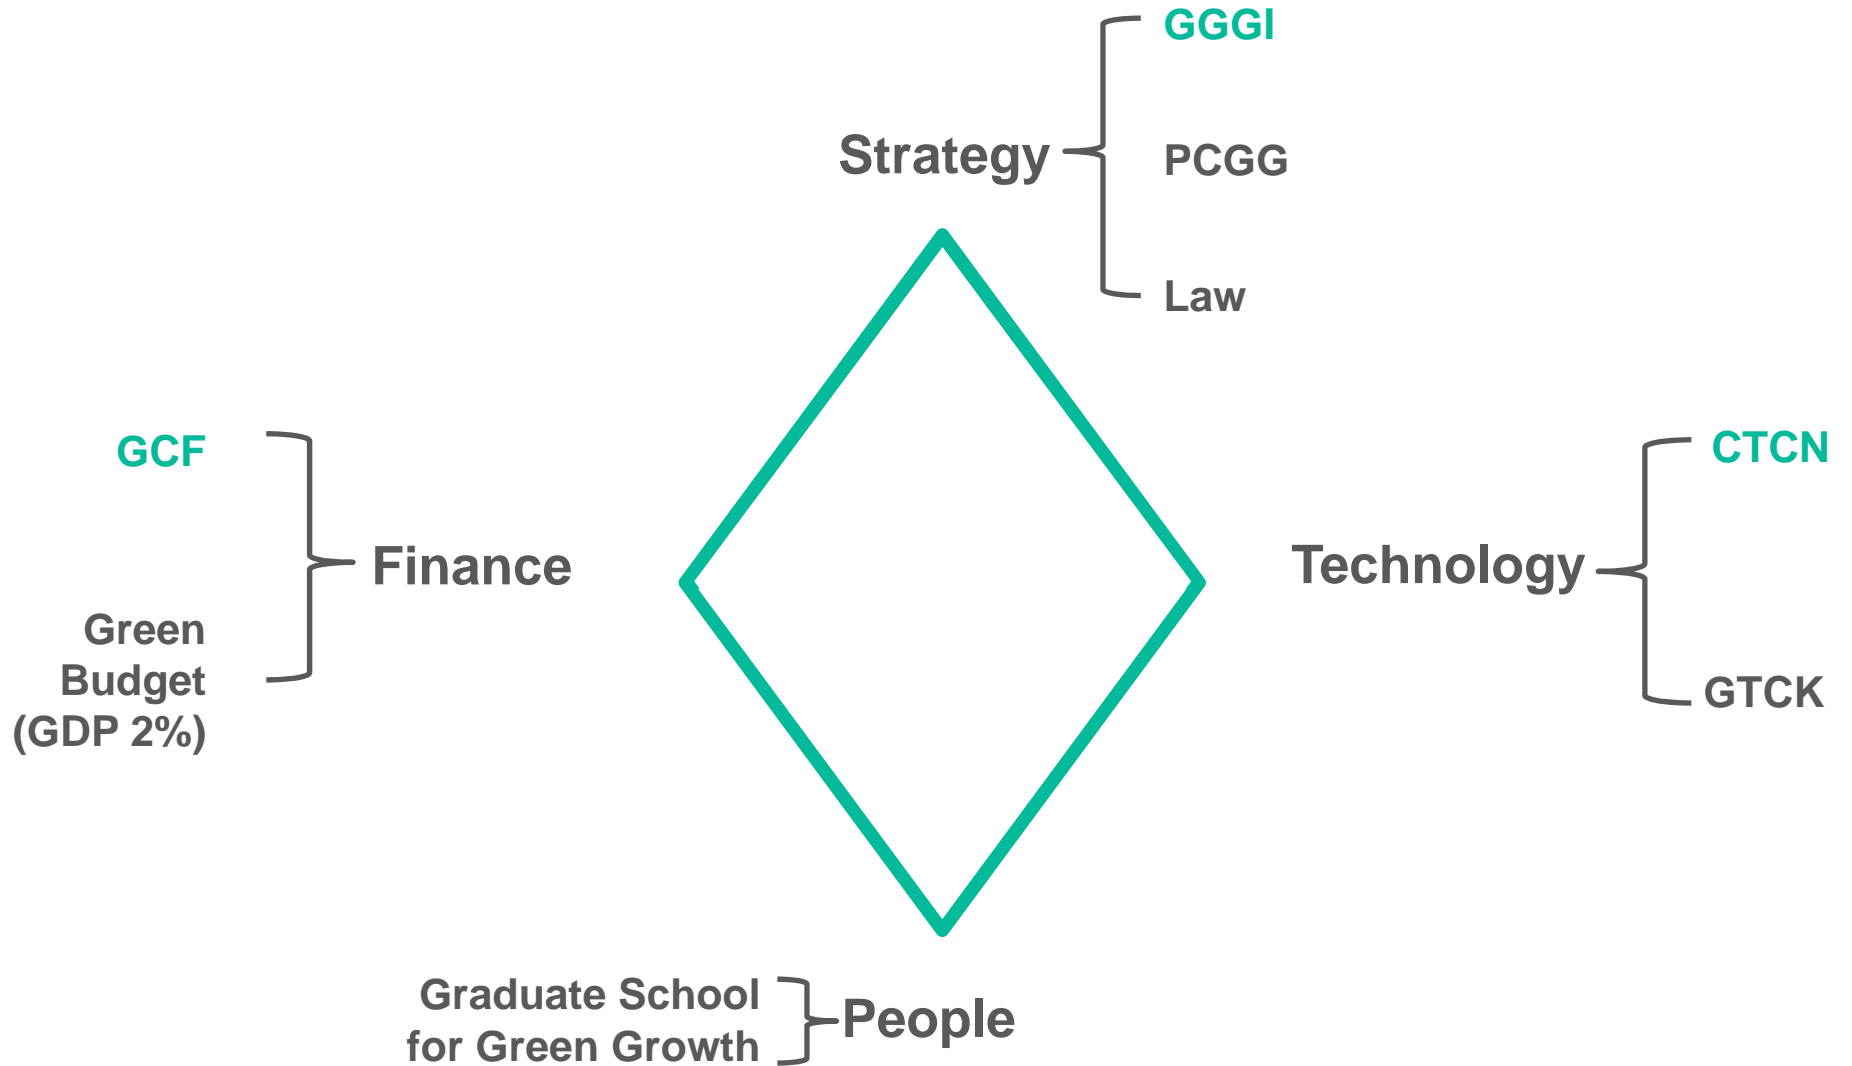 GGGI
Strategy
PCGG
Law
GCF
Finance
Green
Budget
(GDP 2%)
CTCN
Technology
GTCK
Graduate School
for Green Growth
People